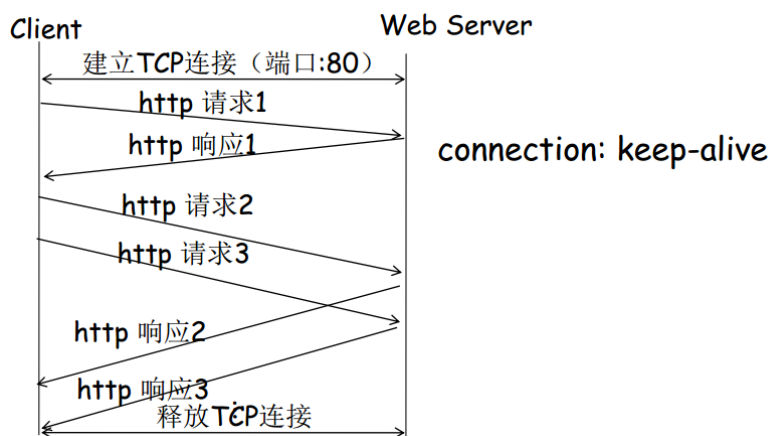 Client
Web Server
建立TCP连接（端口:80）
http 请求1
http 响应1
connection: keep-alive
http 请求2
http 请求3
http 响应2
http 响应3
释放TCP连接